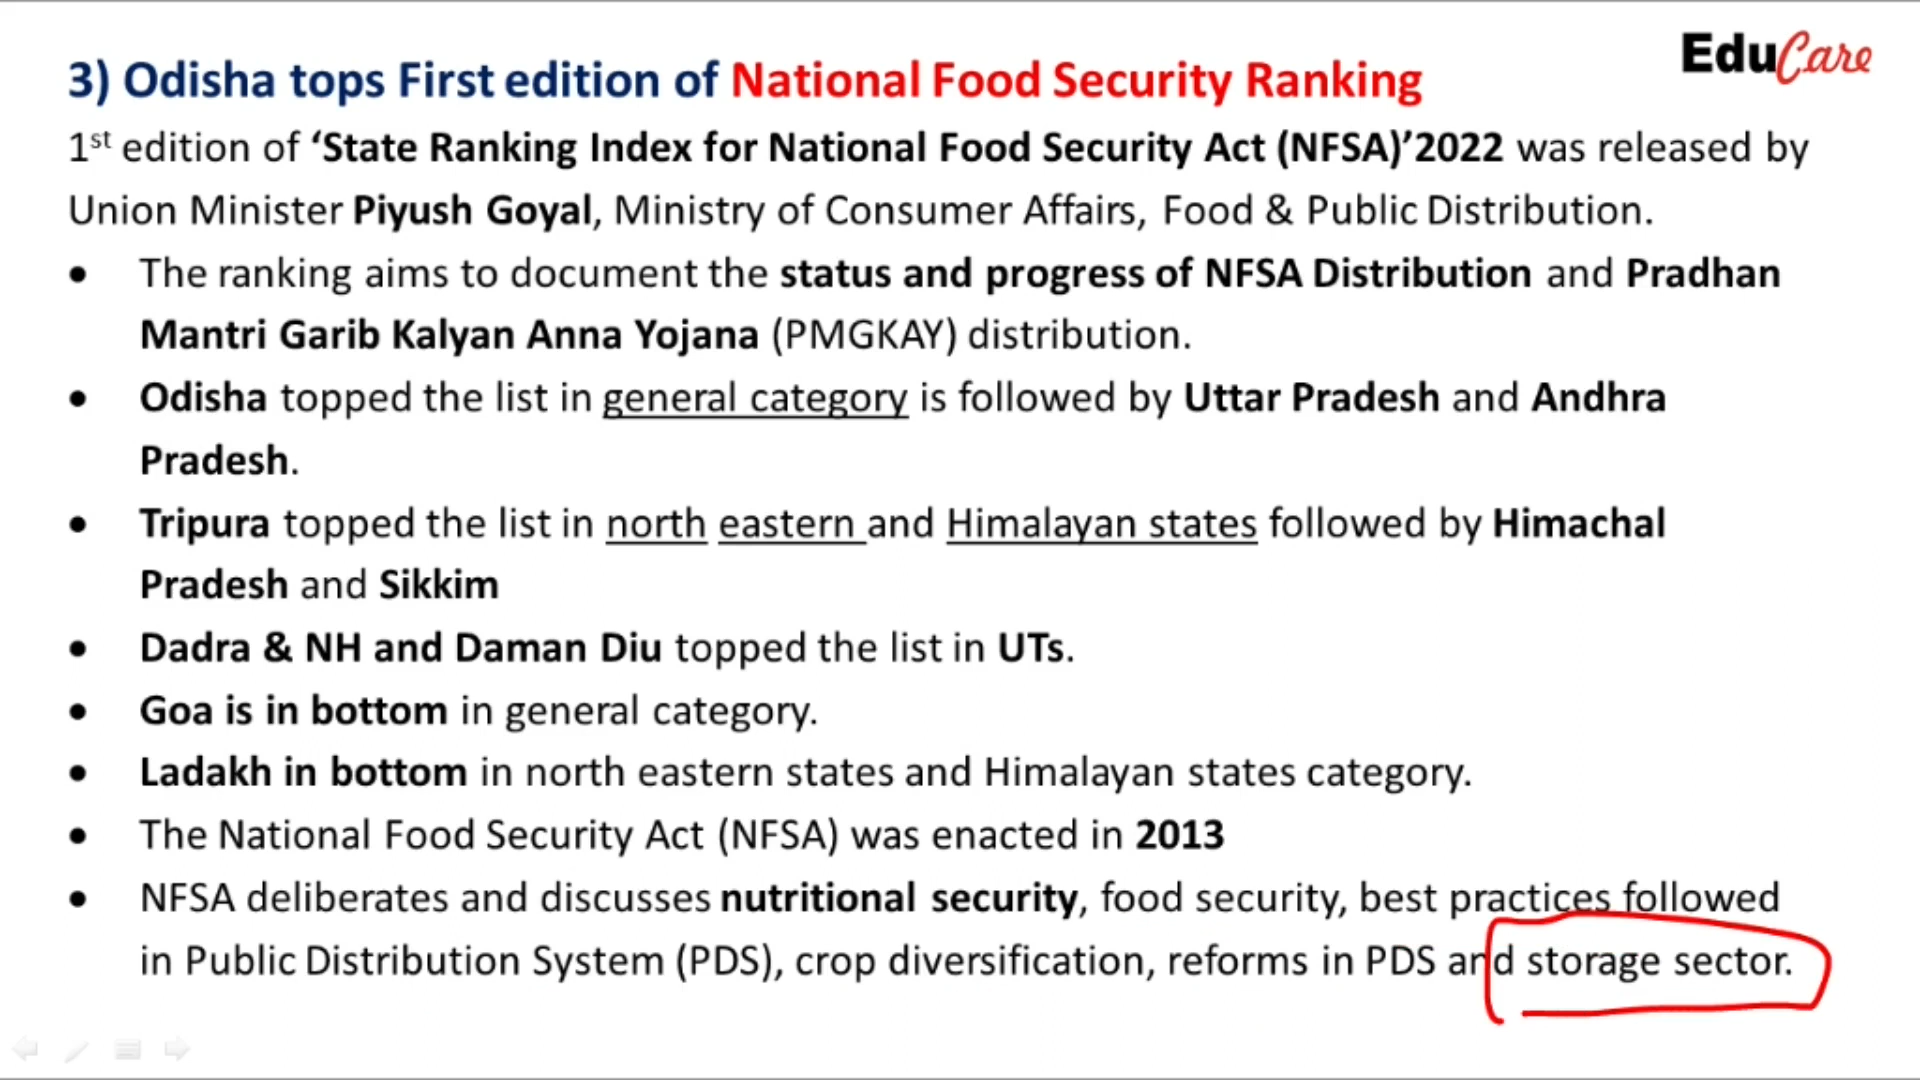 EduCare
3) Odisha tops First edition of National Food Security Ranking
1st edition of ‘State Ranking Index for National Food Security Act (NFSA)’2022 was released by
Union Minister Piyush Goyal, Ministry of Consumer Affairs, Food & Public Distribution.
• The ranking aims to document the status and progress of NFSA Distribution and Pradhan
Mantri Garib Kalyan Anna Yojana (PMGKAY) distribution.
• Odisha topped the list in general category is followed by Uttar Pradesh and Andhra
Pradesh.
• Tripura topped the list in north eastern and Himalayan states followed by Himachal
Pradesh and Sikkim
• Dadra & NH and Daman Diu topped the list in UTs.
• Goa is in bottom in general category.
• Ladakh in bottom in north eastern states and Himalayan states category.
• The National Food Security Act (NFSA) was enacted in 2013
• NFSA deliberates and discusses nutritional security, food security, best practices followed
in Public Distribution System (PDS), crop diversification, reforms in PDS and storage sector.